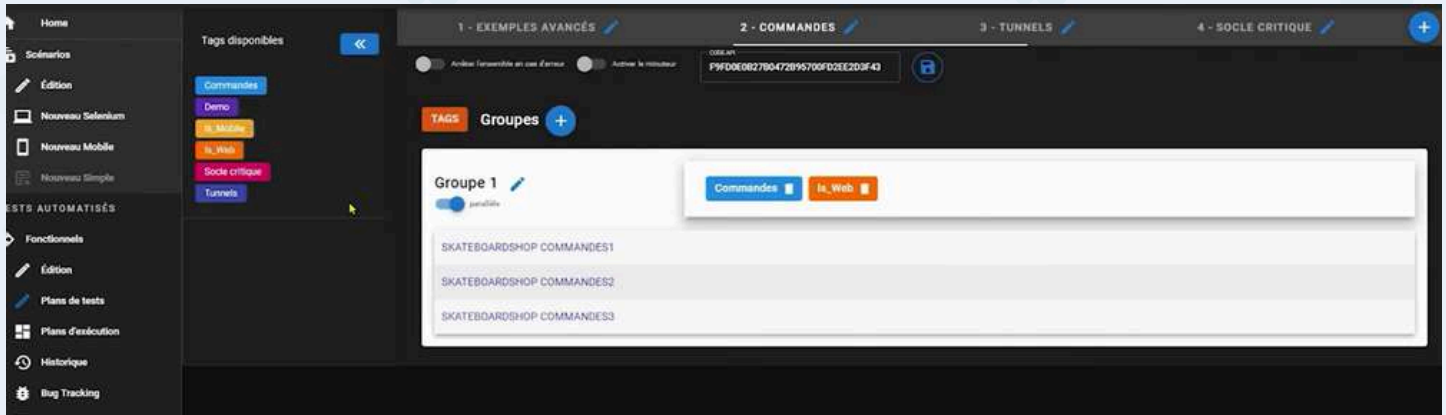 Home
Scénarios
Édition
Nouveau Selenium
Nouveau Mobile
Nouveau Simple
ESTS AUTOMATISÉS
Fonctionnels
Édition
Plans de tests
Plans d'exécution
Historique
Bug Tracking
Tags disponibles
Commandes
Demo
Is_Mobile
Is_Web
Socle critique
Tunnels
1 - EXEMPLES AVANCÉS
2 - COMMANDES
3 - TUNNELS
4 - SOCLE CRITIQUE
Arrêter l'ensemble en cas d'erreur
Activer le minuteur
CODE API
F9FD0E0B27B0472B95700FD2EE2D3F43
TAGS Groupes
Groupe 1
parallèle
Commandes Is_Web
SKATEBOARDSHOP COMMANDES1
SKATEBOARDSHOP COMMANDES2
SKATEBOARDSHOP COMMANDES3